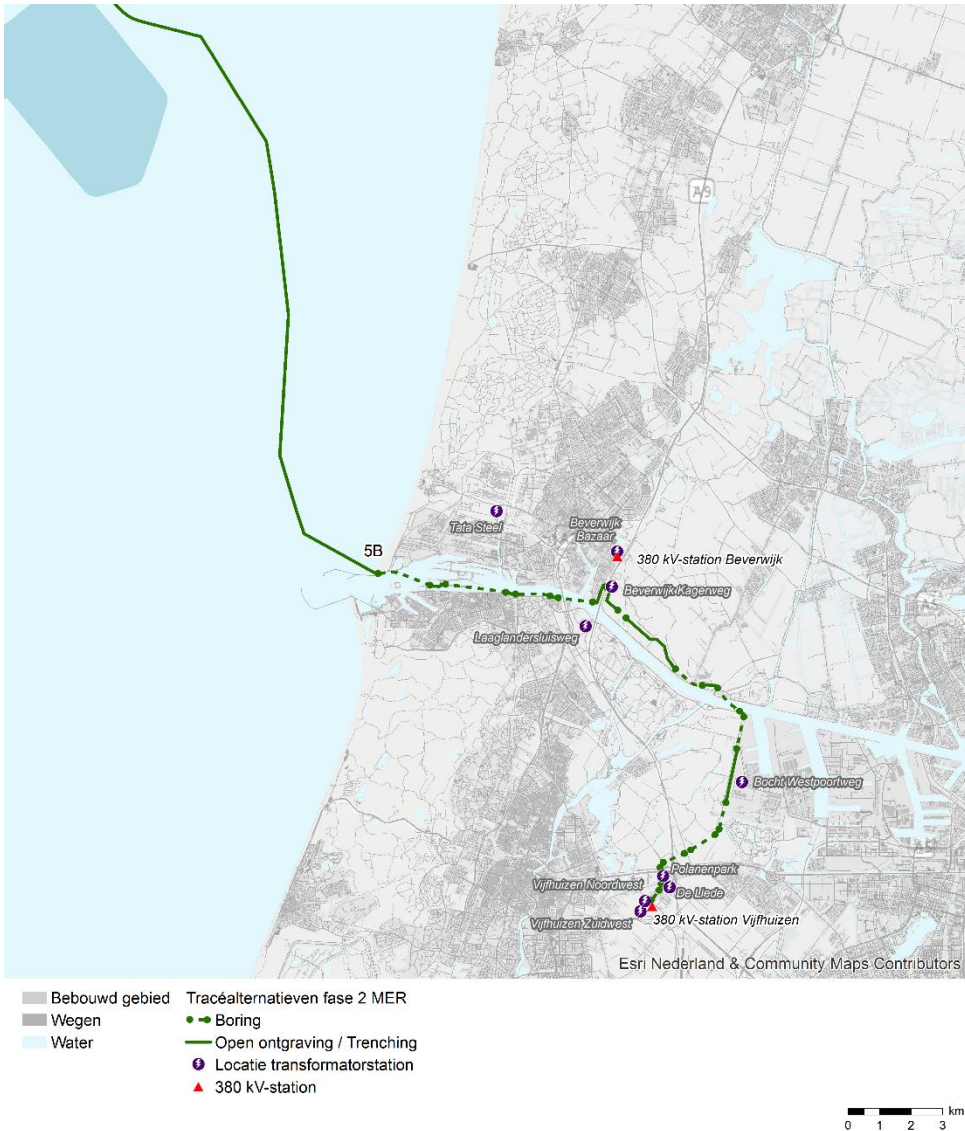 A9
Tata Steel
Beverwijk
Bazaar
380 kV-station Beverwijk
5B
Beverwijk Kagerweg
Laaglandersluisweg
Bocht Westpoortweg
Polanenpark
Vijfhuizen Noordwest
De Liede
Vijfhuizen Zuidwest
380 kV-station Vijfhuizen
Esri Nederland & Community Maps Contributors
Bebouwd gebied
Wegen
Water
Tracéalternatieven fase 2 MER
Boring
Open ontgraving / Trenching
Locatie transformatorstation
380 kV-station
km
0 1 2 3